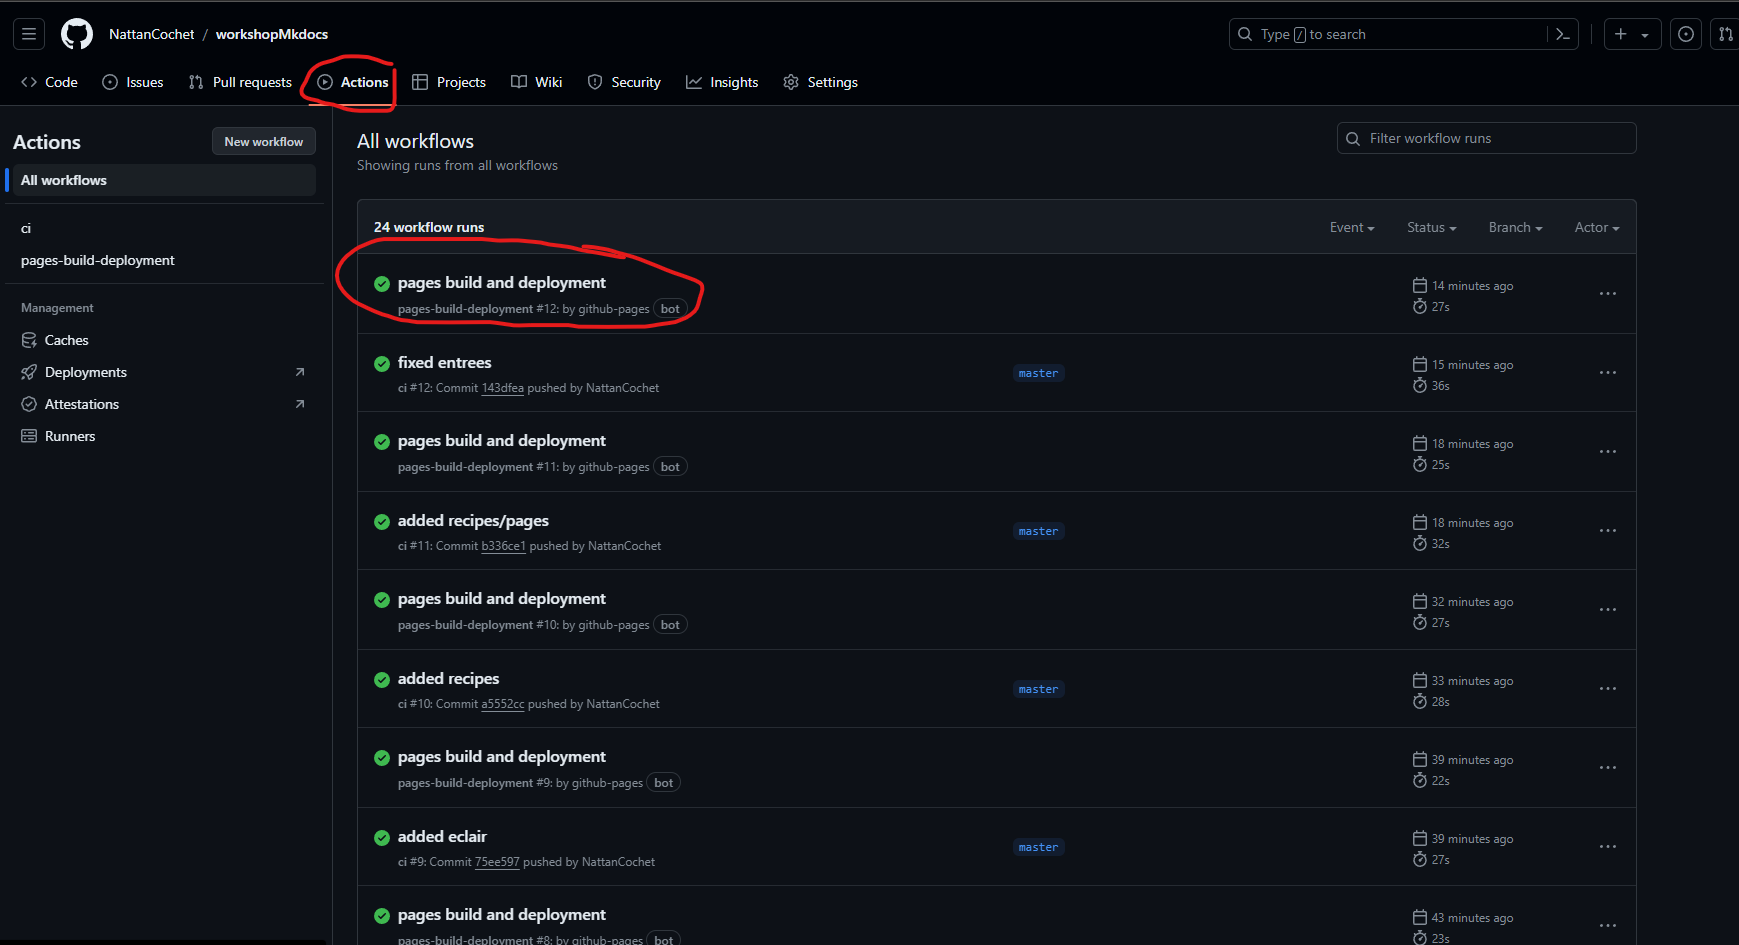 NattanCochet / workshopMkdocs
Type / to search
Code Issues Pull requests Actions Projects Wiki Security Insights Settings
Actions
New workflow
All workflows
ci
pages-build-deployment
Management
Caches
Deployments
Attestations
Runners
All workflows
Showing runs from all workflows
Filter workflow runs
24 workflow runs
Event Status Branch Actor
pages build and deployment
pages-build-deployment #12: by github-pages bot
14 minutes ago
27s
fixed entrees
ci #12: Commit 143dfea pushed by NattanCochet
master
15 minutes ago
36s
pages build and deployment
pages-build-deployment #11: by github-pages bot
18 minutes ago
25s
added recipes/pages
ci #11: Commit b336ce1 pushed by NattanCochet
master
18 minutes ago
32s
pages build and deployment
pages-build-deployment #10: by github-pages bot
32 minutes ago
27s
added recipes
ci #10: Commit a5552cc pushed by NattanCochet
master
33 minutes ago
28s
pages build and deployment
pages-build-deployment #9: by github-pages bot
39 minutes ago
22s
added eclair
ci #9: Commit 75ee597 pushed by NattanCochet
master
39 minutes ago
27s
pages build and deployment
pages-build-deployment #8: by github-pages bot
43 minutes ago
23s